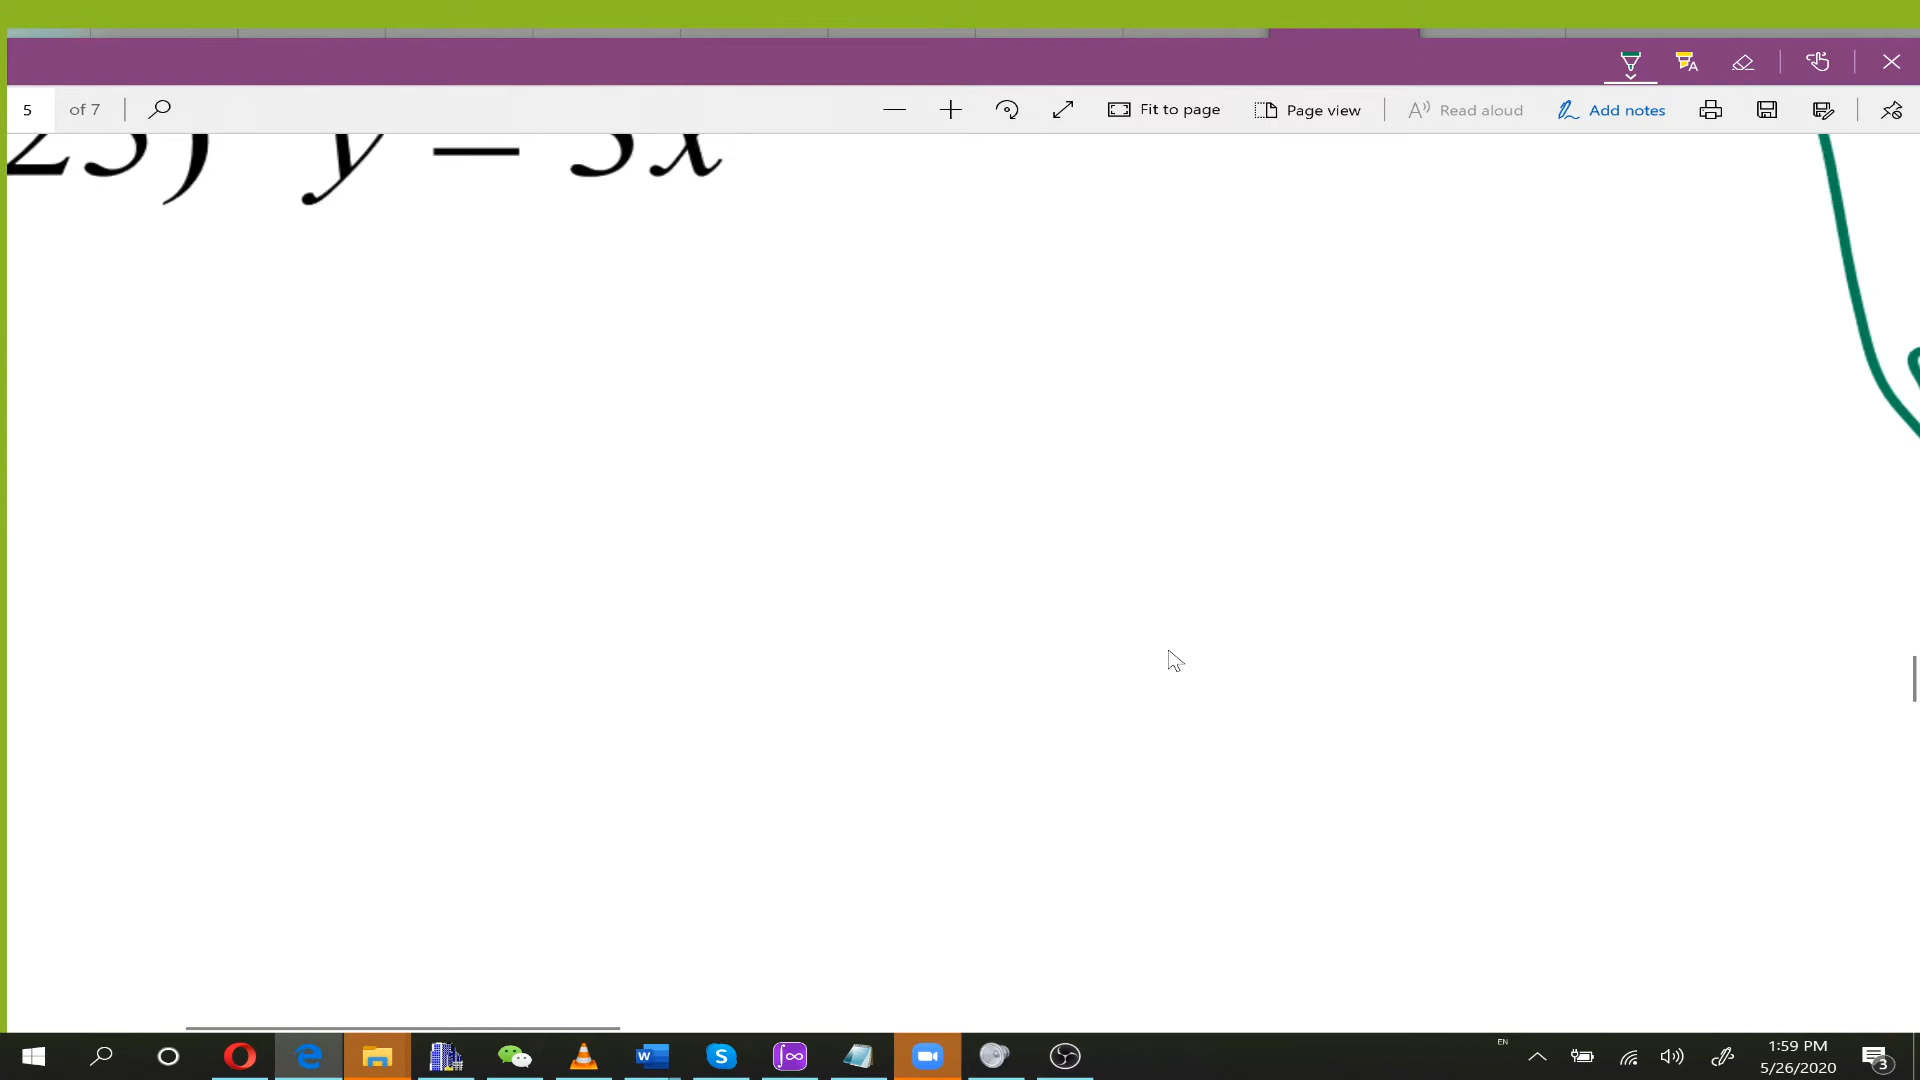 5 of 7 Fit to page Page view Read aloud Add notes
y =
EN
1:59 PM
5/26/2020
3